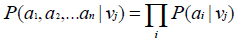 P(a₁, a₂,...aₙ | vⱼ) = ∏ᵢ P(aᵢ | vⱼ)